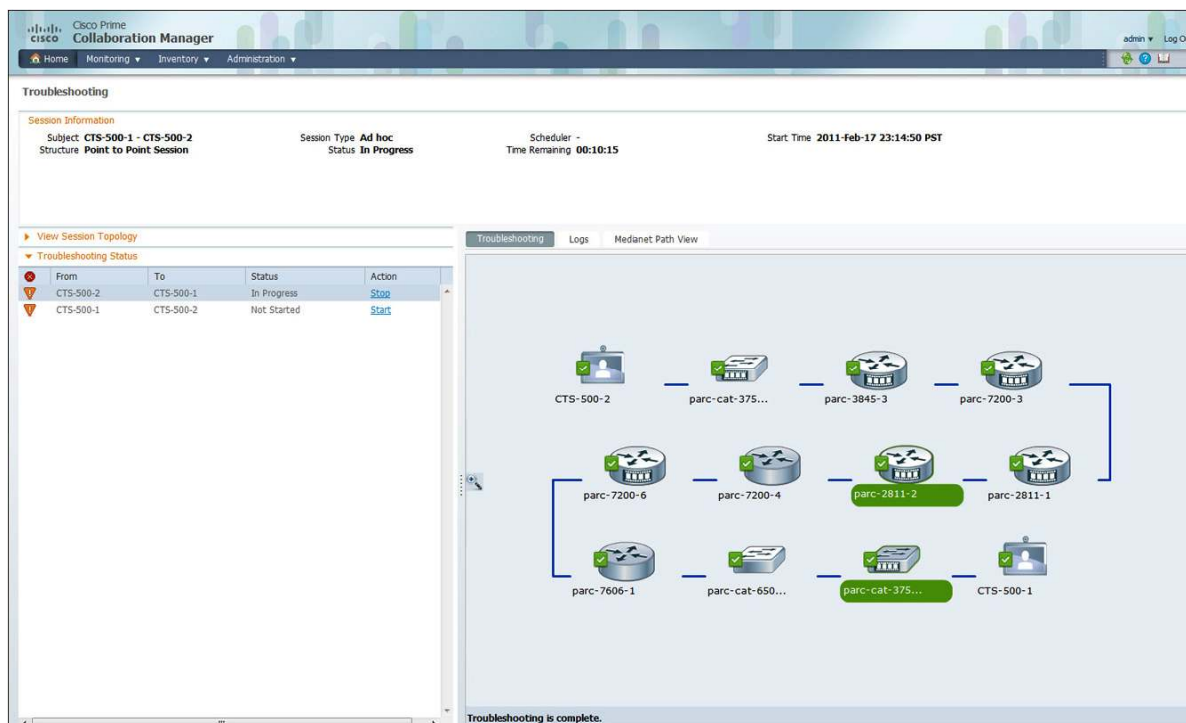 Cisco Prime
CISCO Collaboration Manager
admin Log O
Home Monitoring Inventory Administration
Troubleshooting
Session Information
Subject CTS-500-1 - CTS-500-2 Session Type Ad hoc Scheduler - Start Time 2011-Feb-17 23:14:50 PST
Structure Point to Point Session Status In Progress Time Remaining 00:10:15
View Session Topology
Troubleshooting Status
From To Status Action
CTS-500-2 CTS-500-1 In Progress Stop
CTS-500-1 CTS-500-2 Not Started Start
Troubleshooting Logs Medianet Path View
CTS-500-2 parc-cat-375... parc-3845-3 parc-7200-3
parc-7200-6 parc-7200-4 parc-2811-2 parc-2811-1
parc-7606-1 parc-cat-650... parc-cat-375... CTS-500-1
Troubleshooting is complete.